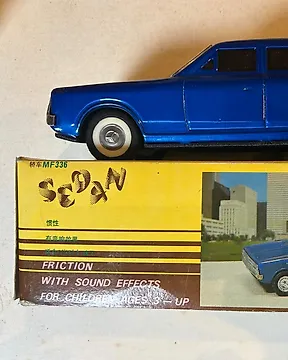 轿车MF336
SEDAN
惯性
FRICTION
WITH SOUND EFFECTS
FOR CHILDREN AGES 3 - UP